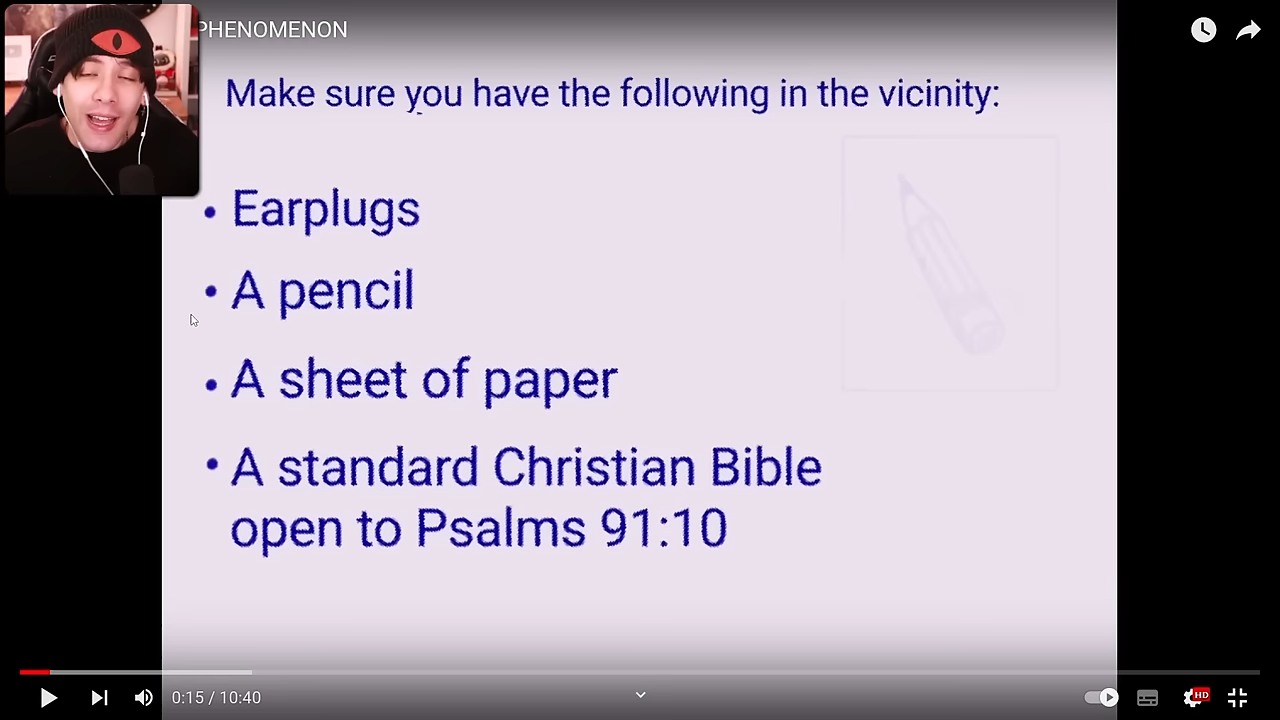 PHENOMENON
Make sure you have the following in the vicinity:
• Earplugs
• A pencil
• A sheet of paper
• A standard Christian Bible
open to Psalms 91:10
0:15 / 10:40
HD